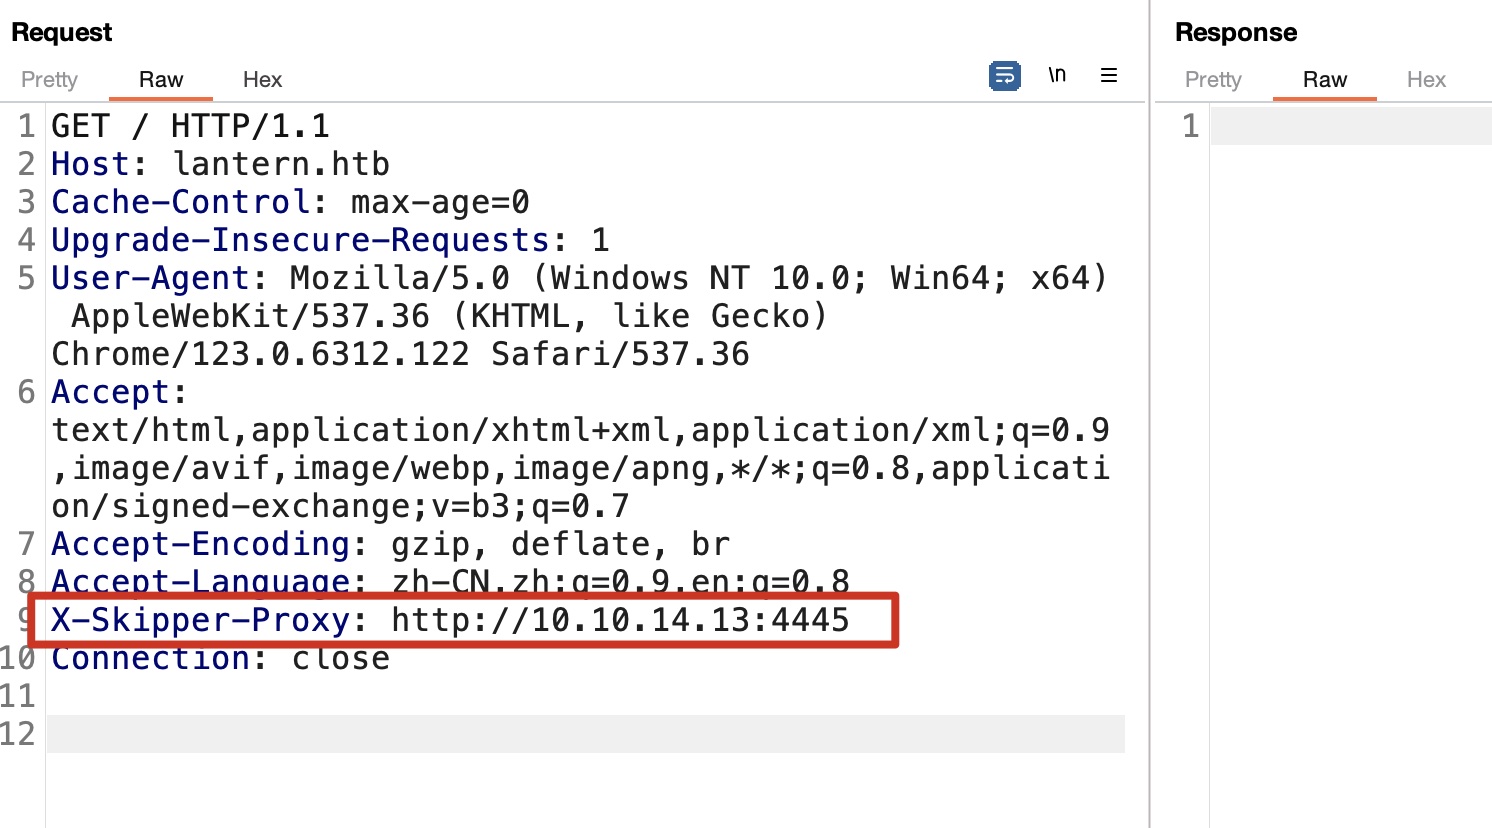 Request
Pretty Raw Hex
\n
1 GET / HTTP/1.1
2 Host: lantern.htb
3 Cache-Control: max-age=0
4 Upgrade-Insecure-Requests: 1
5 User-Agent: Mozilla/5.0 (Windows NT 10.0; Win64; x64)
AppleWebKit/537.36 (KHTML, like Gecko)
Chrome/123.0.6312.122 Safari/537.36
6 Accept:
text/html,application/xhtml+xml,application/xml;q=0.9
,image/avif,image/webp,image/apng,*/*;q=0.8,applicati
on/signed-exchange;v=b3;q=0.7
7 Accept-Encoding: gzip, deflate, br
8 Accept-Language: zh-CN,zh;q=0.9,en;q=0.8
9 X-Skipper-Proxy: http://10.10.14.13:4445
10 Connection: close
11
12
Response
Pretty Raw Hex
1